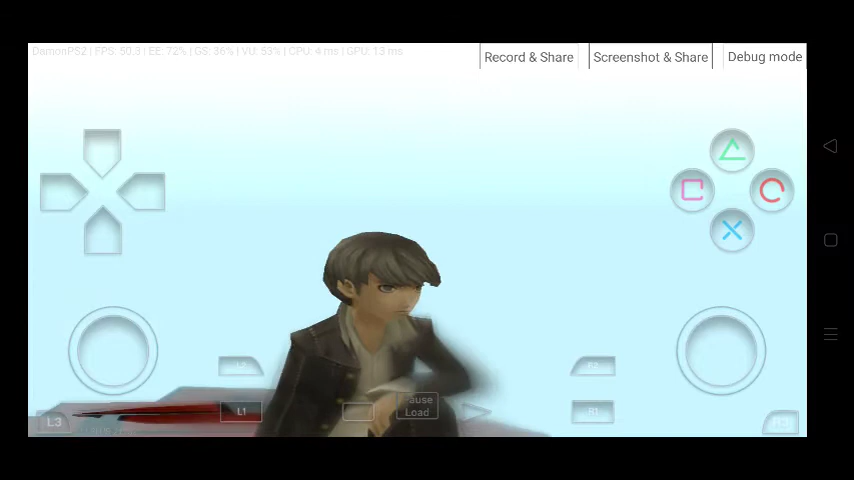 DamonPS2 | FPS: 50.3 | EE: 72% | GS: 36% | VU: 53% | CPU: 4 ms | GPU: 13 ms
Record & Share
Screenshot & Share
Debug mode
L1
ause
Load
R1
L3